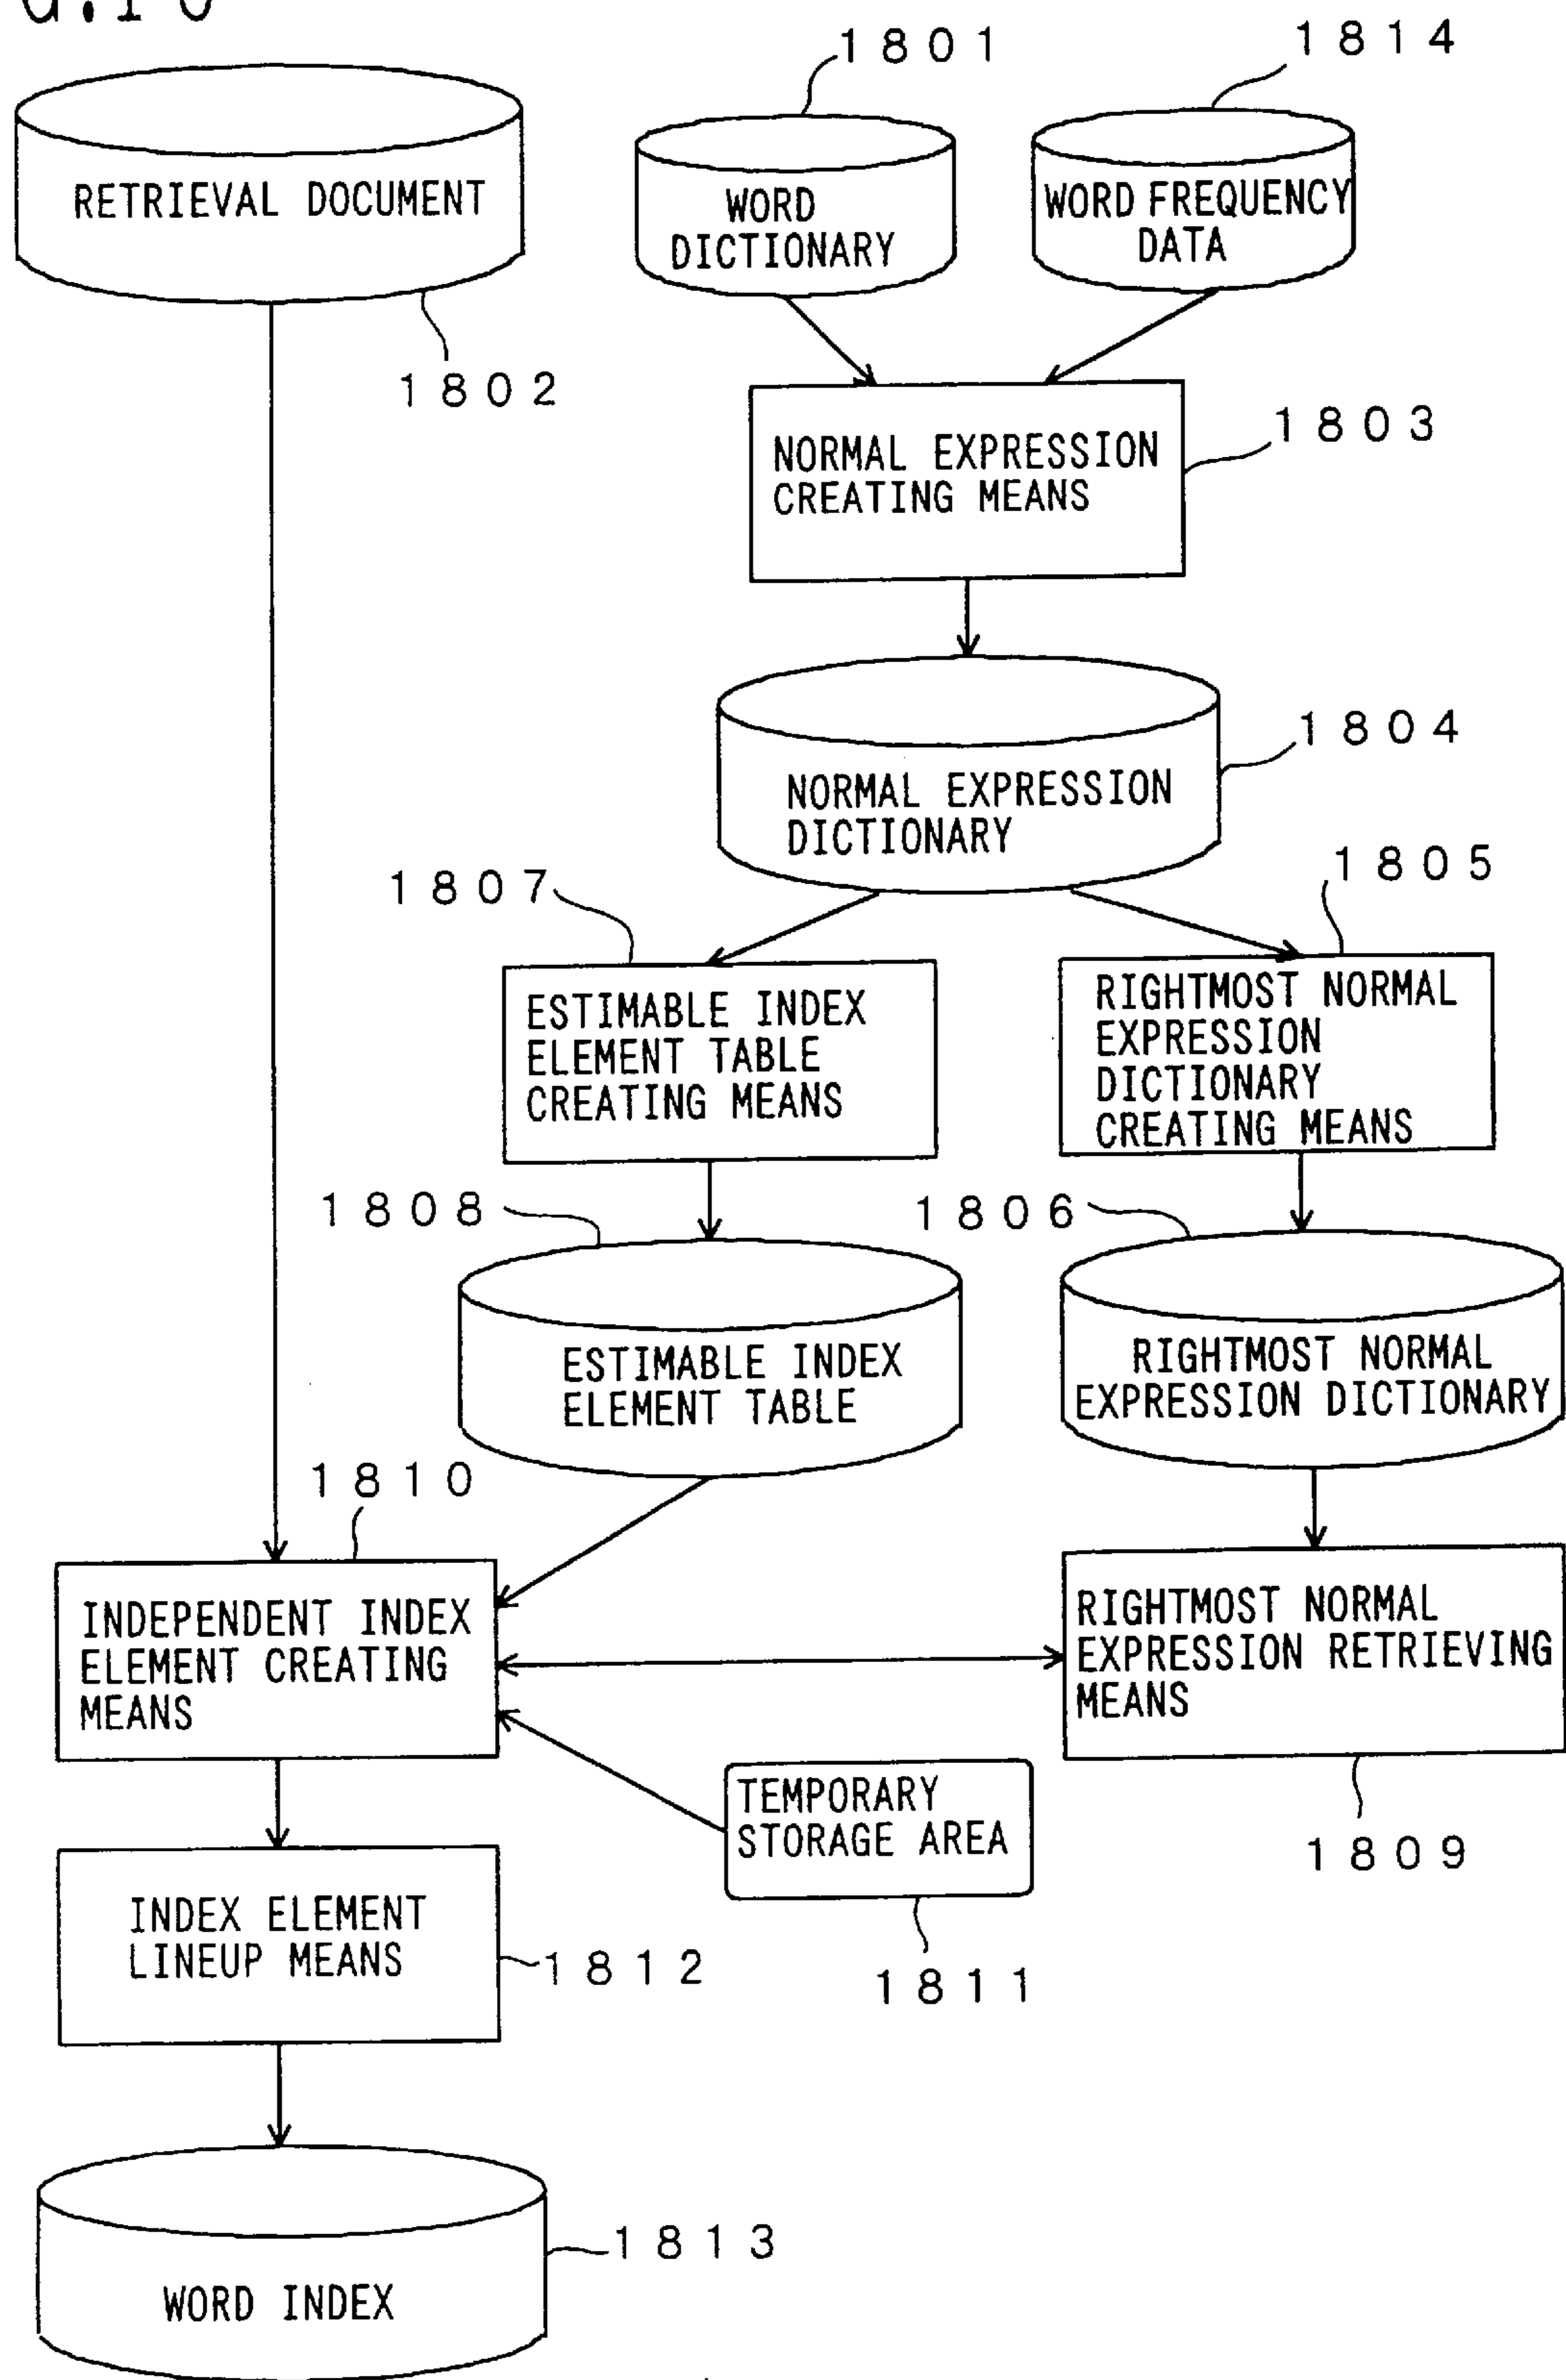 1801
1814
RETRIEVAL DOCUMENT
WORD
DICTIONARY
WORD FREQUENCY
DATA
1802
1803
NORMAL EXPRESSION
CREATING MEANS
1804
NORMAL EXPRESSION
DICTIONARY
1807
1805
ESTIMABLE INDEX
ELEMENT TABLE
CREATING MEANS
RIGHTMOST NORMAL
EXPRESSION
DICTIONARY
CREATING MEANS
1808
1806
ESTIMABLE INDEX
ELEMENT TABLE
RIGHTMOST NORMAL
EXPRESSION DICTIONARY
1810
INDEPENDENT INDEX
ELEMENT CREATING
MEANS
RIGHTMOST NORMAL
EXPRESSION RETRIEVING
MEANS
TEMPORARY
STORAGE AREA
1809
INDEX ELEMENT
LINEUP MEANS
1812
1811
1813
WORD INDEX